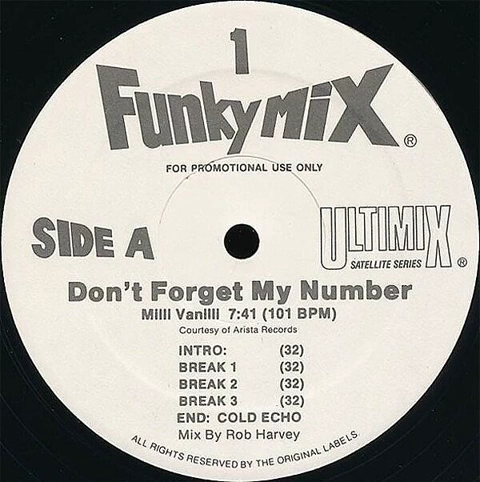 1
Funkymix®
FOR PROMOTIONAL USE ONLY
SIDE A
ULTIMIX
SATELLITE SERIES ®
Don't Forget My Number
Milli Vanilli 7:41 (101 BPM)
Courtesy of Arista Records
INTRO: (32)
BREAK 1 (32)
BREAK 2 (32)
BREAK 3 (32)
END: COLD ECHO
Mix By Rob Harvey
ALL RIGHTS RESERVED BY THE ORIGINAL LABELS.